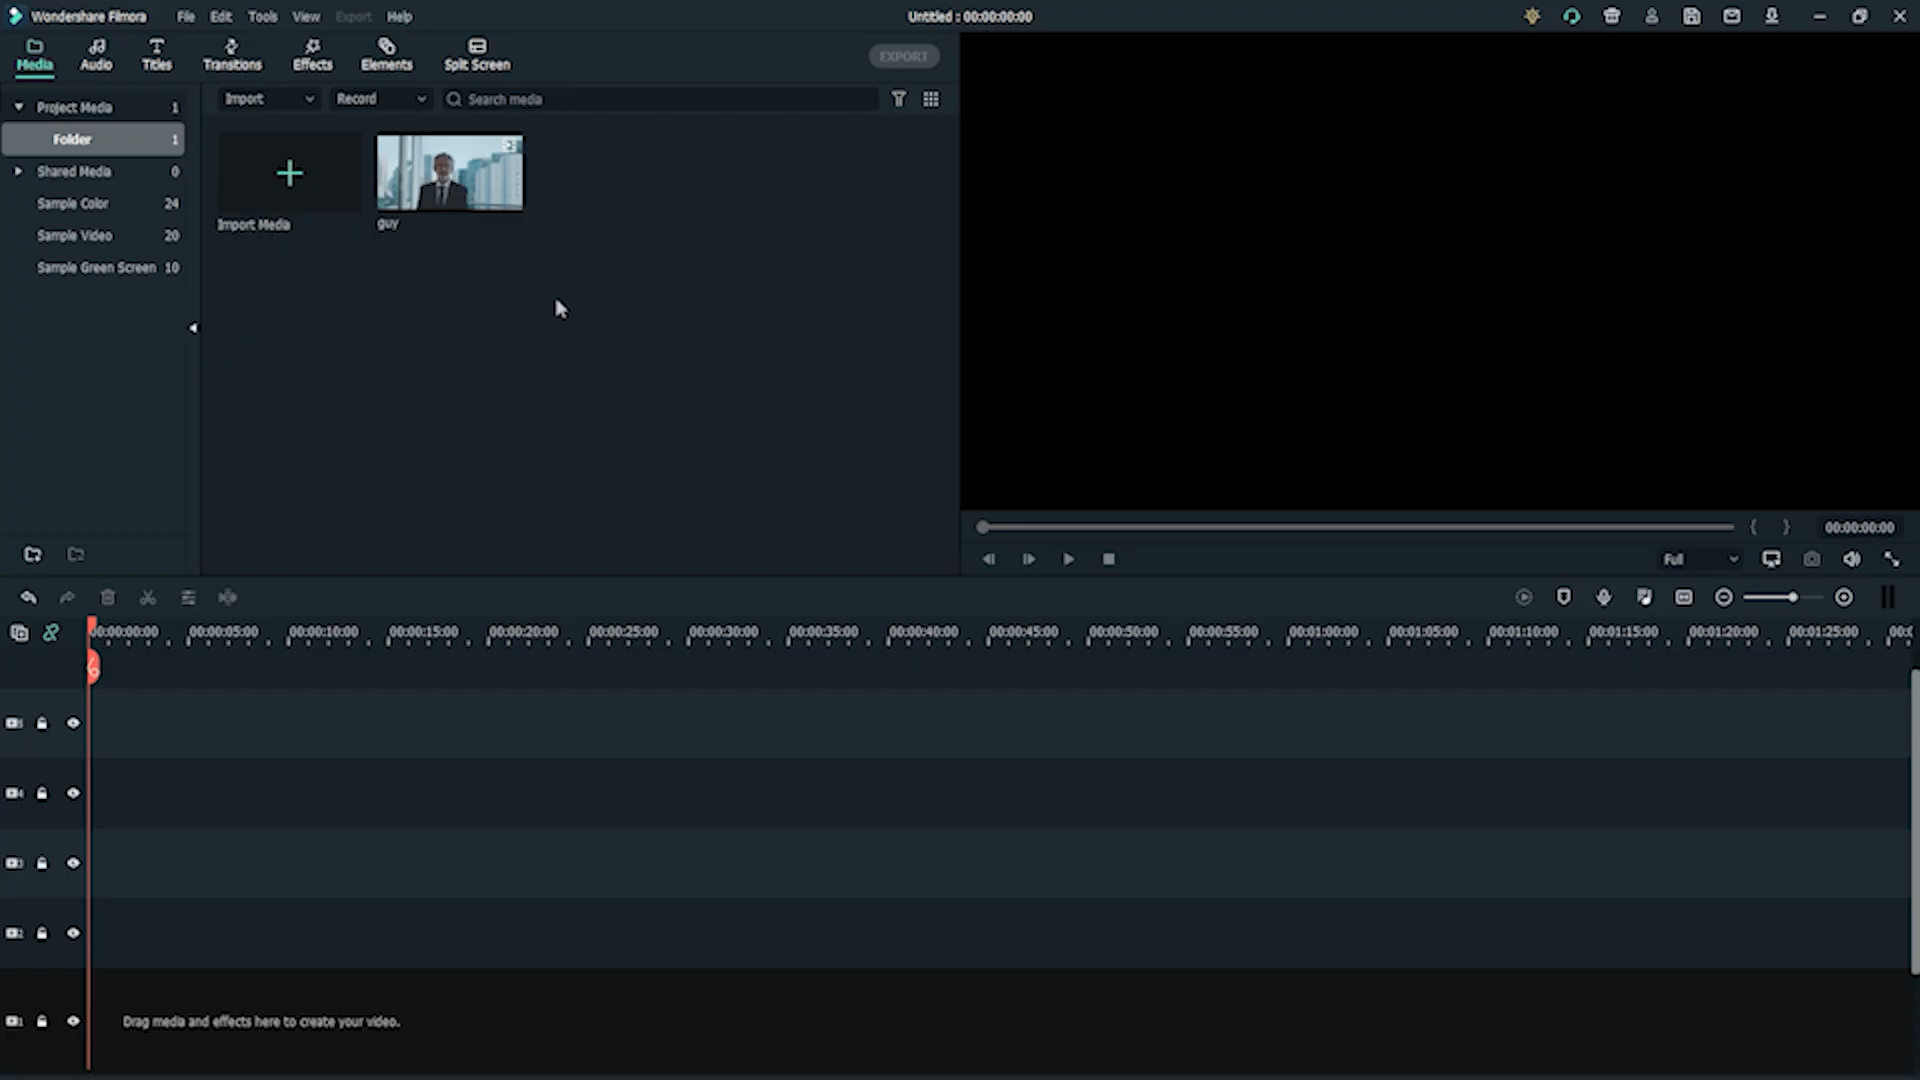 Wondershare Filmora File Edit Tools View Export Help Untitled : 00:00:00:00
Media Audio Titles Transitions Effects Elements Split Screen EXPORT
Project Media 1
Folder 1
Shared Media 0
Sample Color 24
Sample Video 20
Sample Green Screen 10
Import Record Search media
Import Media guy
{ } 00:00:00:00
Full
00:00:00:00 00:00:05:00 00:00:10:00 00:00:15:00 00:00:20:00 00:00:25:00 00:00:30:00 00:00:35:00 00:00:40:00 00:00:45:00 00:00:50:00 00:00:55:00 00:01:00:00 00:01:05:00 00:01:10:00 00:01:15:00 00:01:20:00 00:01:25:00 00:0
5
4
3
2
1 Drag media and effects here to create your video.